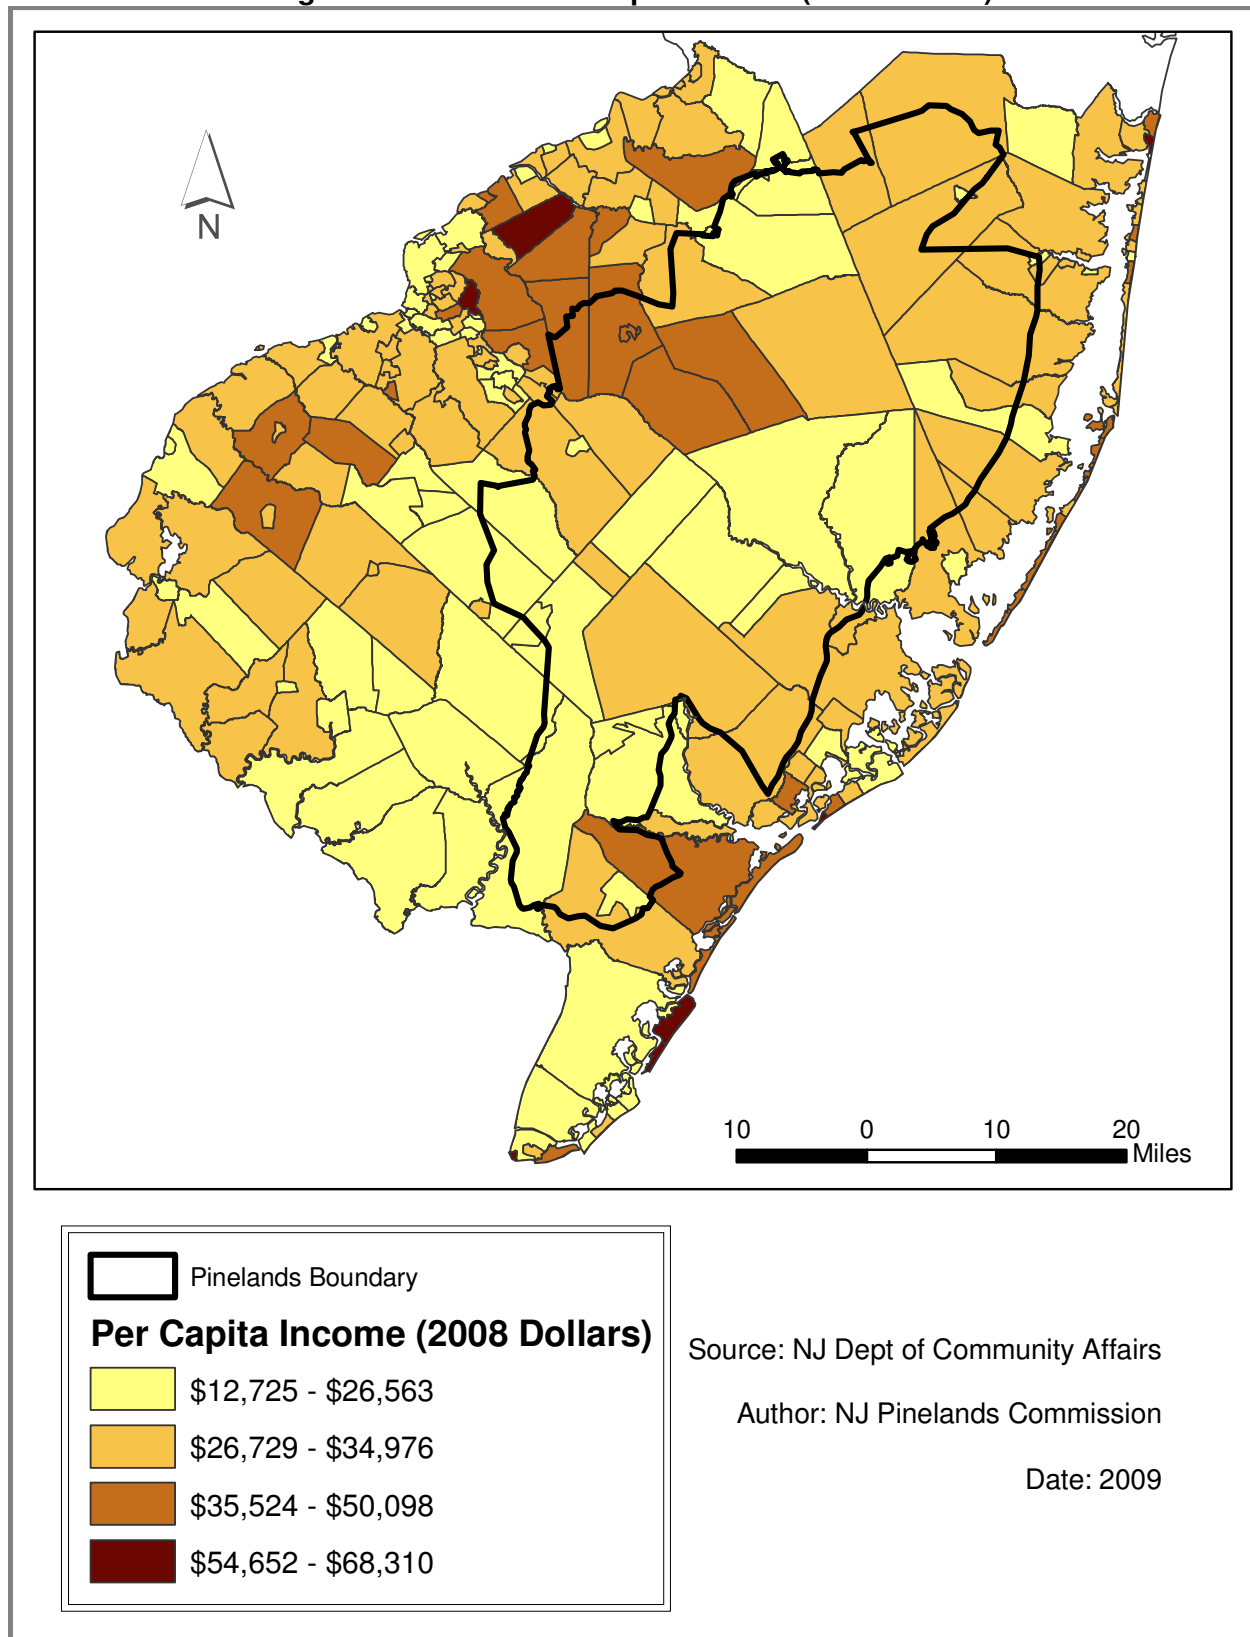 N
10 0 10 20
Miles
Pinelands Boundary
Per Capita Income (2008 Dollars)
$12,725 - $26,563
$26,729 - $34,976
$35,524 - $50,098
$54,652 - $68,310
Source: NJ Dept of Community Affairs
Author: NJ Pinelands Commission
Date: 2009